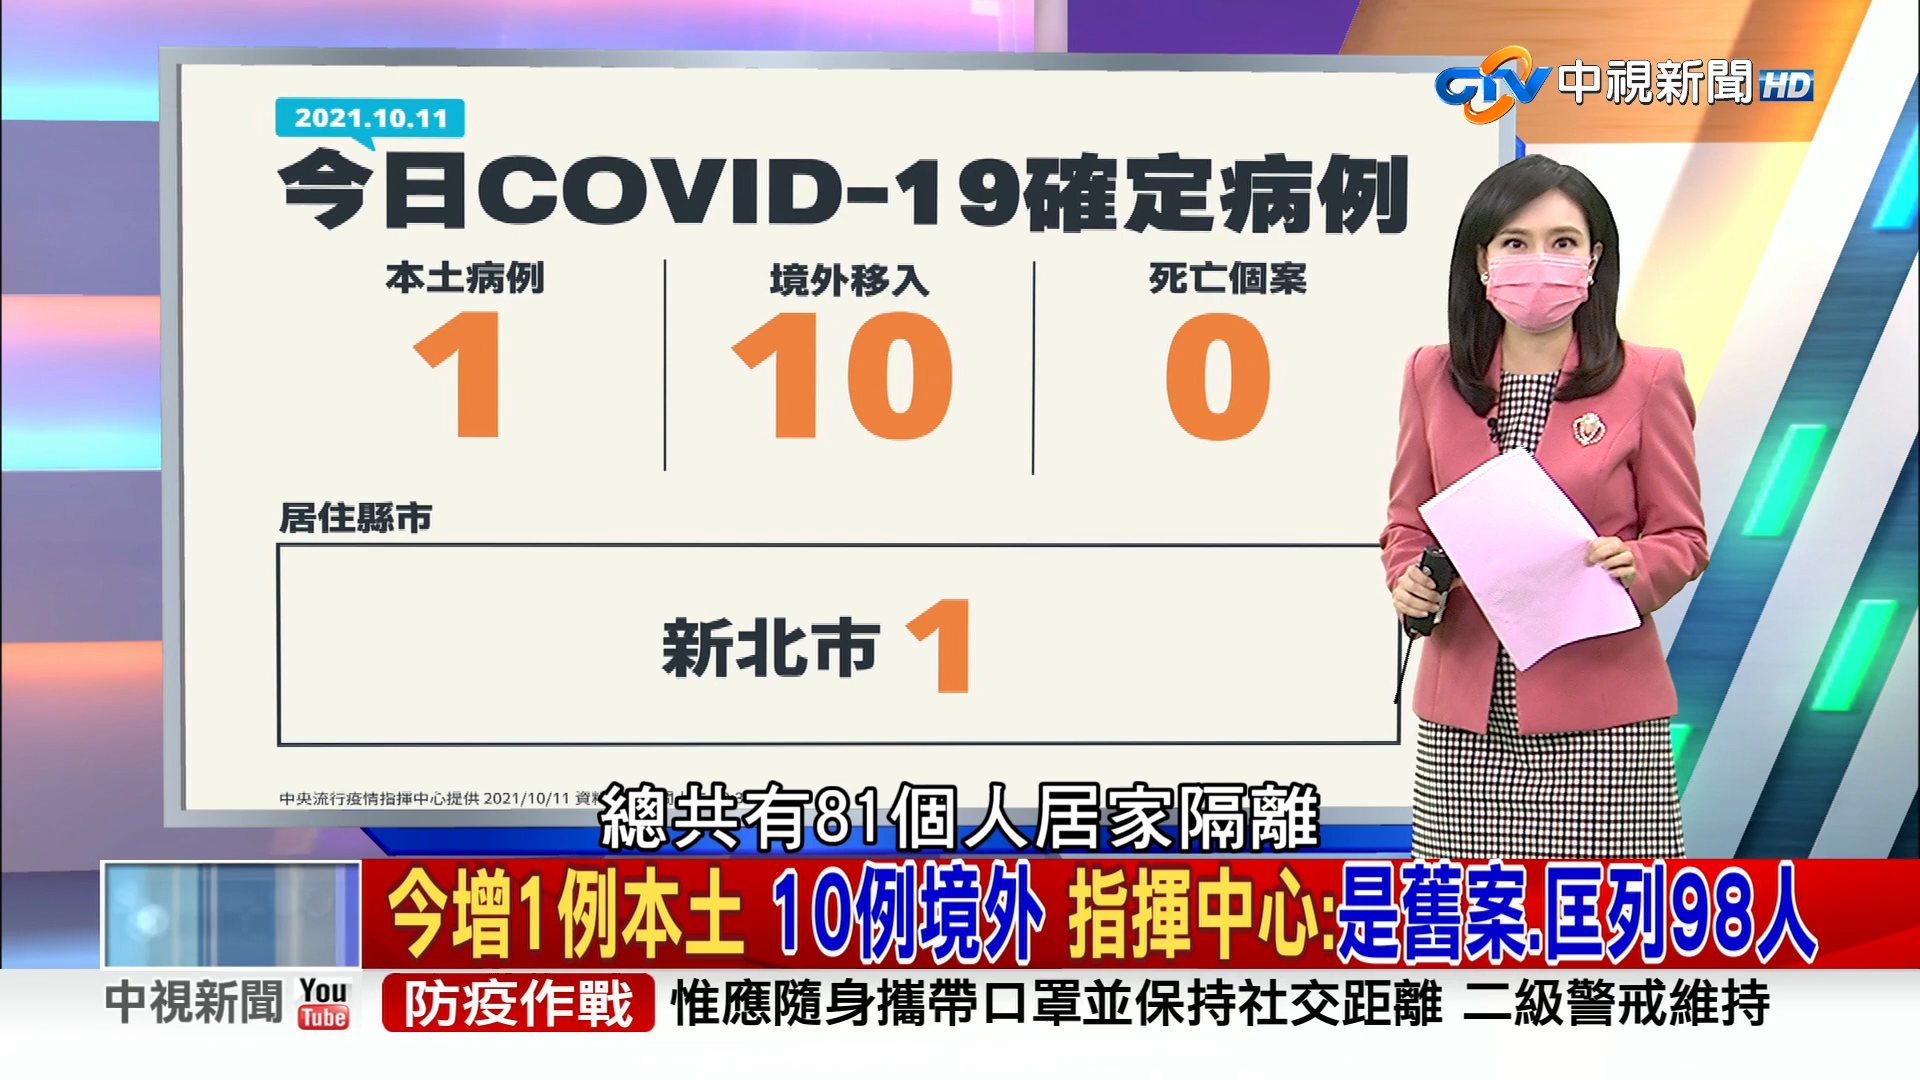 2021.10.11
CTV 中視新聞 HD
今日COVID-19確定病例
本土病例 境外移入 死亡個案
1 10 0
居住縣市
新北市 1
中央流行疫情指揮中心提供 2021/10/11
總共有81個人居家隔離
今增1例本土 10例境外 指揮中心:是舊案.匡列98人
中視新聞 YouTube 防疫作戰 惟應隨身攜帶口罩並保持社交距離 二級警戒維持